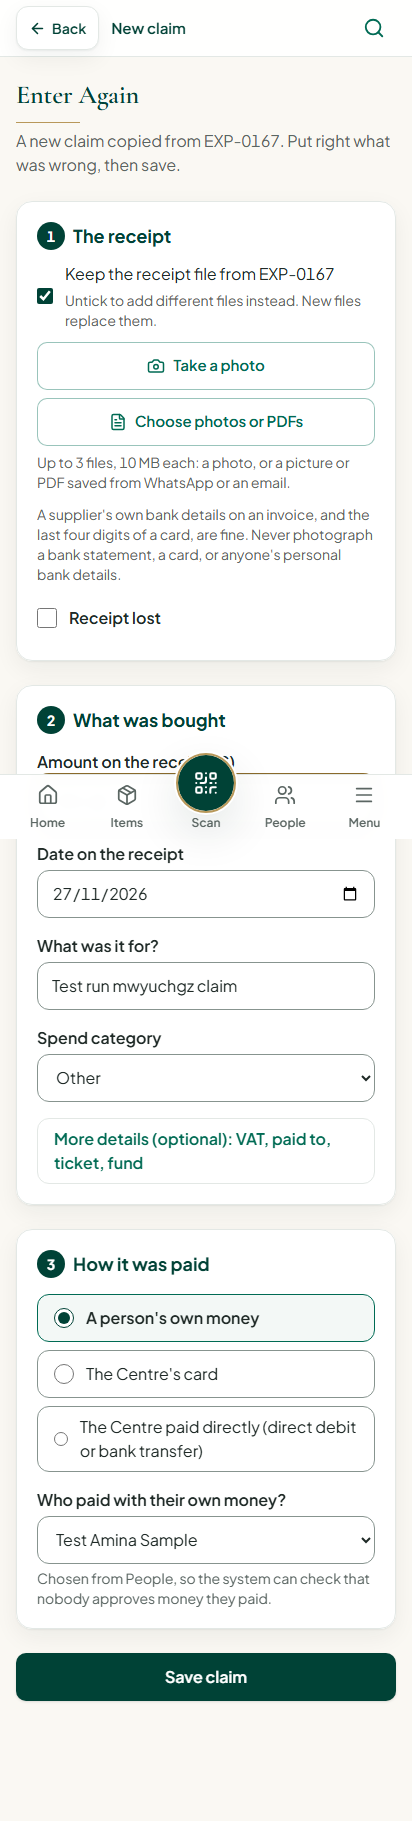 Back
New claim
Enter Again
A new claim copied from EXP-0167. Put right what
was wrong, then save.
1 The receipt
Keep the receipt file from EXP-0167
Untick to add different files instead. New files
replace them.
Take a photo
Choose photos or PDFs
Up to 3 files, 10 MB each: a photo, or a picture or
PDF saved from WhatsApp or an email.
A supplier's own bank details on an invoice, and the
last four digits of a card, are fine. Never photograph
a bank statement, a card, or anyone's personal
bank details.
Receipt lost
2 What was bought
Amount on the
Home
Items
Scan
People
Menu
Date on the receipt
27/11/2026
What was it for?
Test run mwyuchgz claim
Spend category
Other
More details (optional): VAT, paid to,
ticket, fund
3 How it was paid
A person's own money
The Centre's card
The Centre paid directly (direct debit
or bank transfer)
Who paid with their own money?
Test Amina Sample
Chosen from People, so the system can check that
nobody approves money they paid.
Save claim